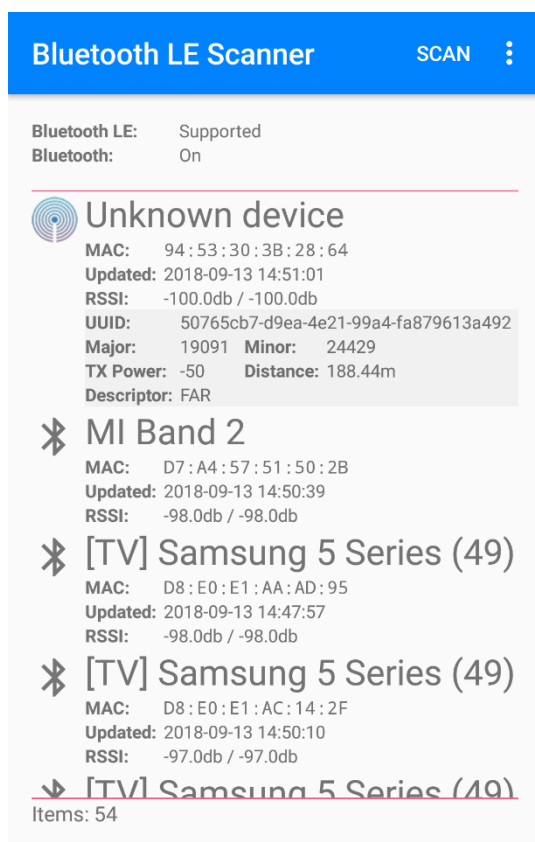 Bluetooth LE Scanner SCAN
Bluetooth LE: Supported
Bluetooth: On
Unknown device
MAC: 94:53:30:3B:28:64
Updated: 2018-09-13 14:51:01
RSSI: -100.0db / -100.0db
UUID: 50765cb7-d9ea-4e21-99a4-fa879613a492
Major: 19091 Minor: 24429
TX Power: -50 Distance: 188.44m
Descriptor: FAR
MI Band 2
MAC: D7:A4:57:51:50:2B
Updated: 2018-09-13 14:50:39
RSSI: -98.0db / -98.0db
[TV] Samsung 5 Series (49)
MAC: D8:E0:E1:AA:AD:95
Updated: 2018-09-13 14:47:57
RSSI: -98.0db / -98.0db
[TV] Samsung 5 Series (49)
MAC: D8:E0:E1:AC:14:2F
Updated: 2018-09-13 14:50:10
RSSI: -97.0db / -97.0db
[TV] Samsung 5 Series (49)
Items: 54